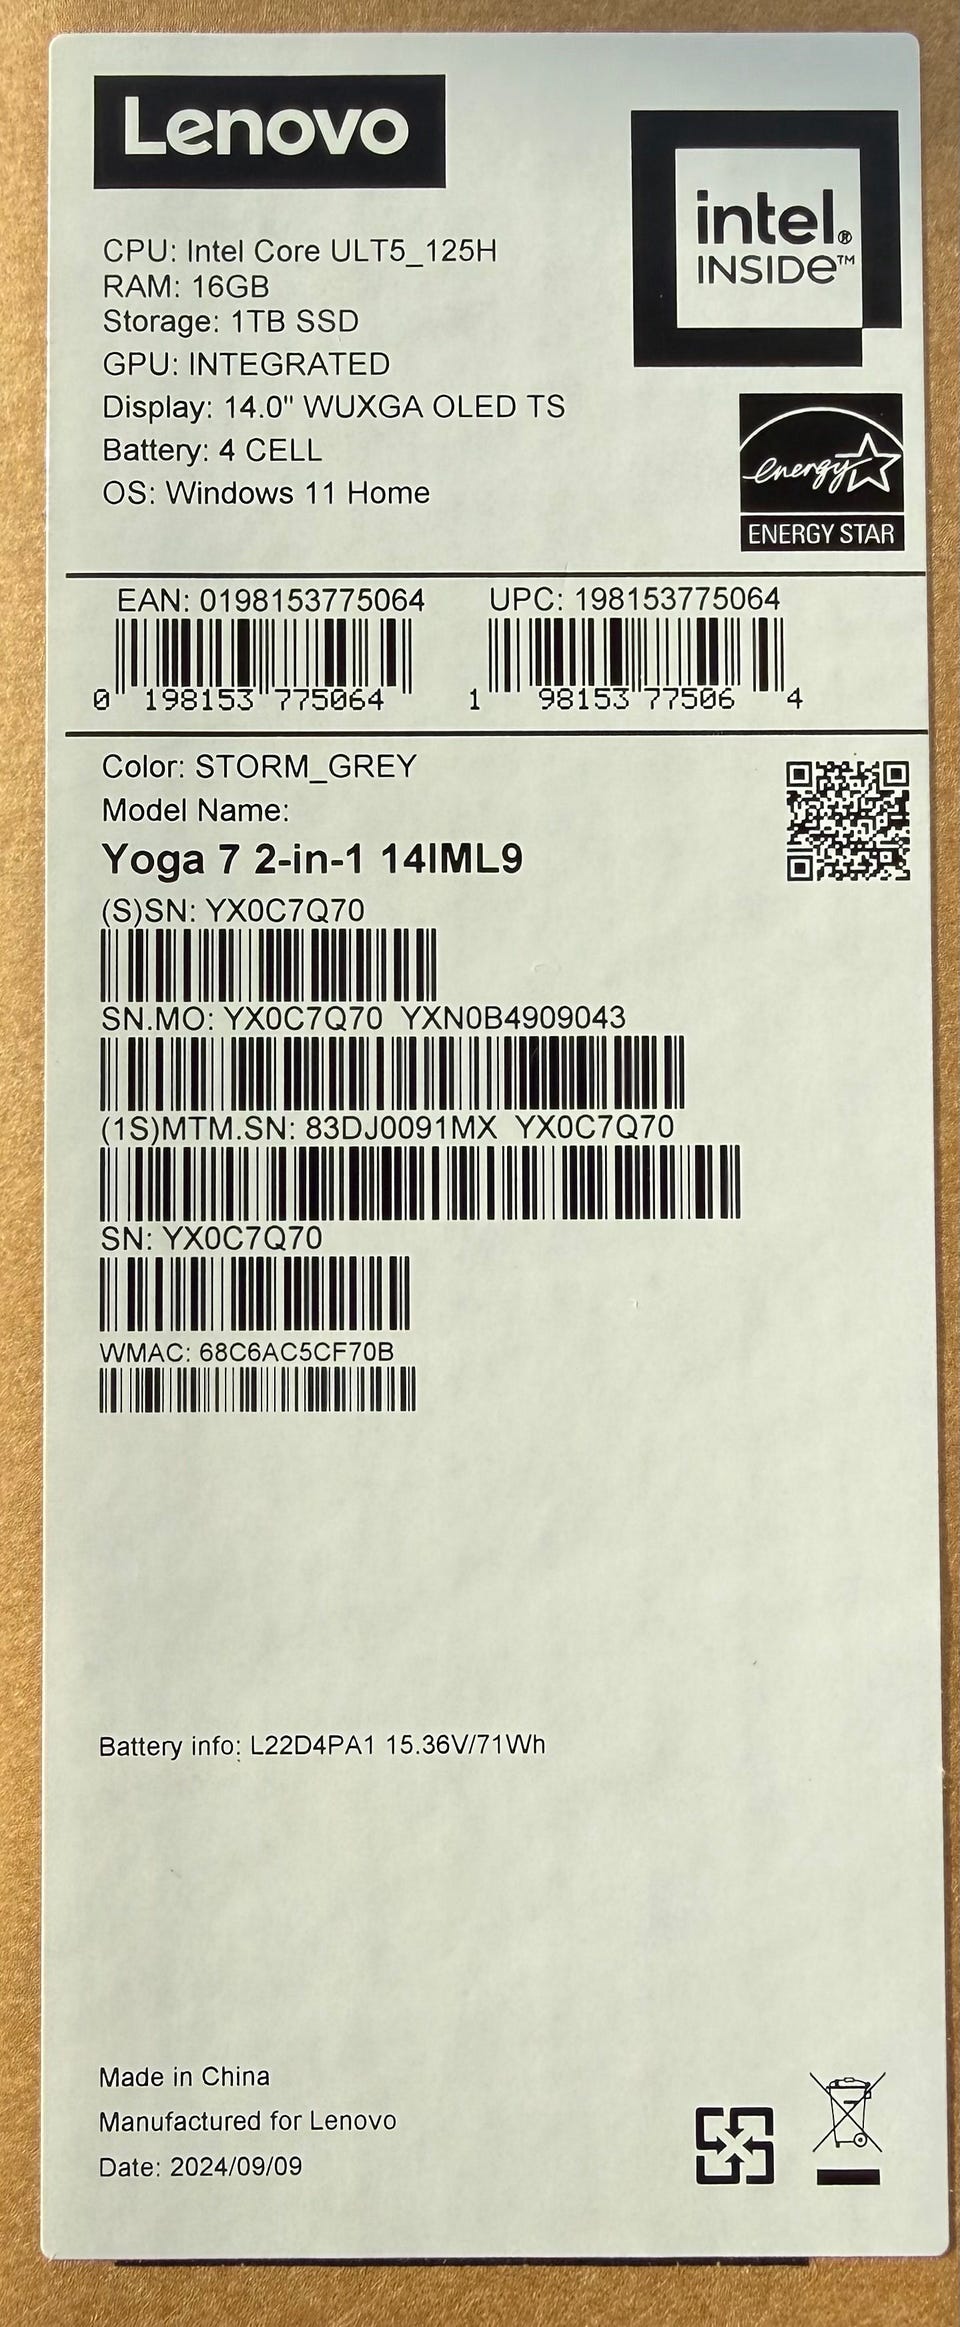 Lenovo
intel®
INSIDe™
CPU: Intel Core ULT5_125H
RAM: 16GB
Storage: 1TB SSD
GPU: INTEGRATED
Display: 14.0" WUXGA OLED TS
Battery: 4 CELL
OS: Windows 11 Home
energy
ENERGY STAR
EAN: 0198153775064 UPC: 198153775064
0 198153 775064 1 98153 77506 4
Color: STORM_GREY
Model Name:
Yoga 7 2-in-1 14IML9
(S)SN: YX0C7Q70
SN.MO: YX0C7Q70 YXN0B4909043
(1S)MTM.SN: 83DJ0091MX YX0C7Q70
SN: YX0C7Q70
WMAC: 68C6AC5CF70B
Battery info: L22D4PA1 15.36V/71Wh
Made in China
Manufactured for Lenovo
Date: 2024/09/09